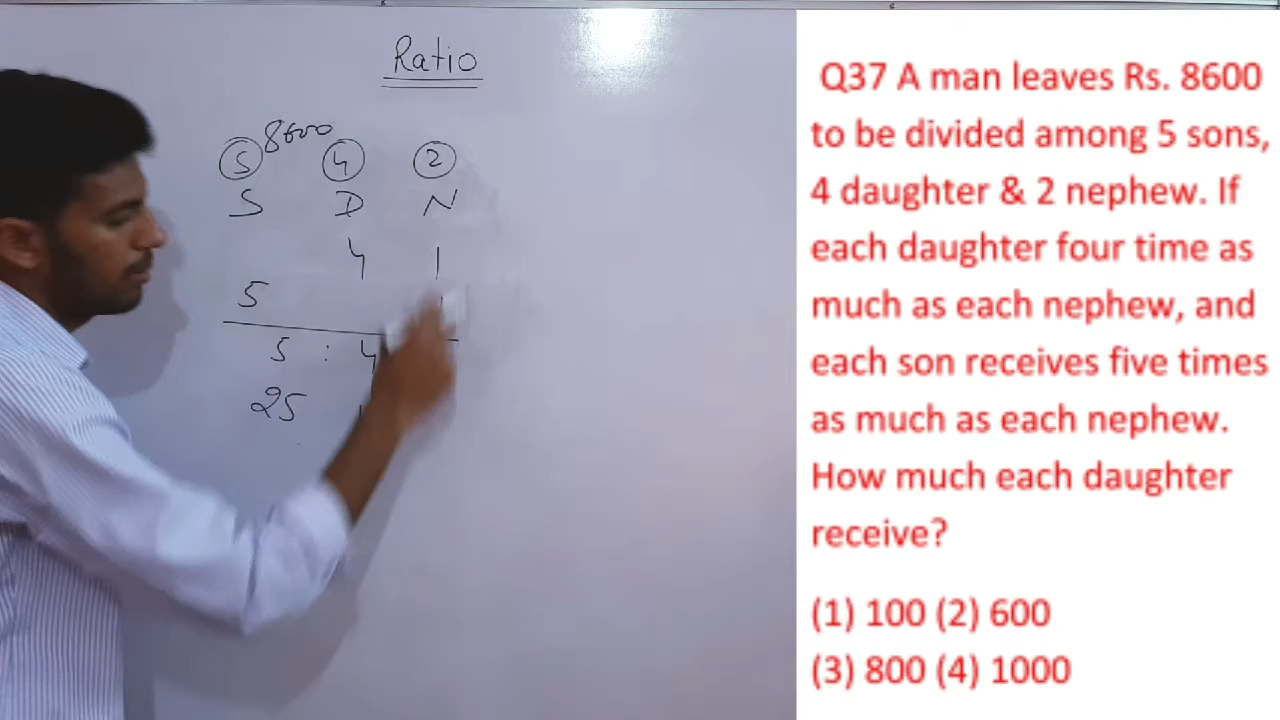 Ratio
8600
5 4 2
S D N
4 1
5
5 : 4
25
Q37 A man leaves Rs. 8600
to be divided among 5 sons,
4 daughter & 2 nephew. If
each daughter four time as
much as each nephew, and
each son receives five times
as much as each nephew.
How much each daughter
receive?
(1) 100 (2) 600
(3) 800 (4) 1000